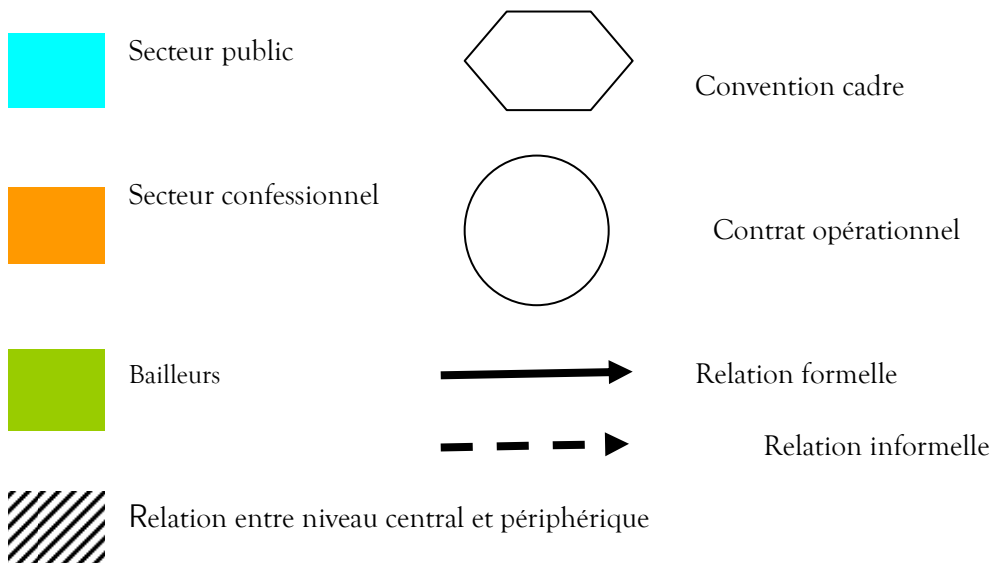 Secteur public
Convention cadre
Secteur confessionnel
Contrat opérationnel
Bailleurs
Relation formelle
Relation informelle
Relation entre niveau central et périphérique